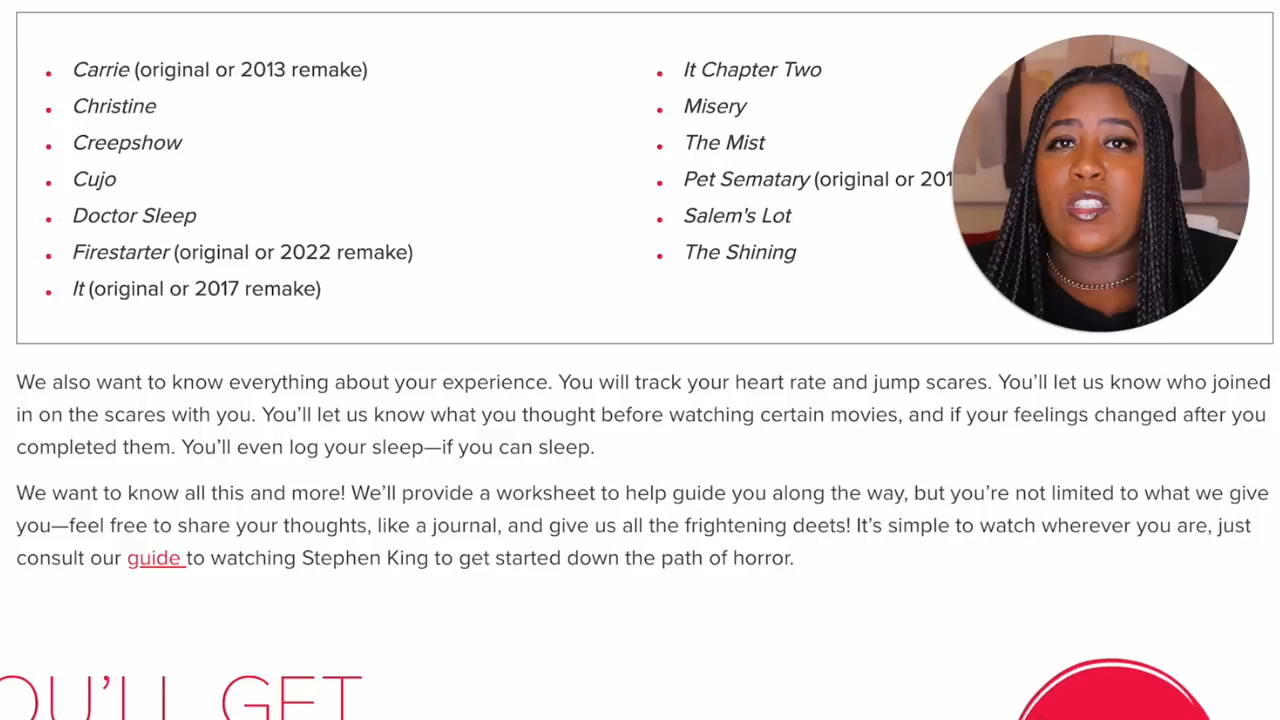 Carrie (original or 2013 remake)
Christine
Creepshow
Cujo
Doctor Sleep
Firestarter (original or 2022 remake)
It (original or 2017 remake)
It Chapter Two
Misery
The Mist
Pet Sematary (original or 201
Salem's Lot
The Shining
We also want to know everything about your experience. You will track your heart rate and jump scares. You’ll let us know who joined
in on the scares with you. You’ll let us know what you thought before watching certain movies, and if your feelings changed after you
completed them. You’ll even log your sleep—if you can sleep.
We want to know all this and more! We’ll provide a worksheet to help guide you along the way, but you’re not limited to what we give
you—feel free to share your thoughts, like a journal, and give us all the frightening deets! It’s simple to watch wherever you are, just
consult our guide to watching Stephen King to get started down the path of horror.
OU’LL GET